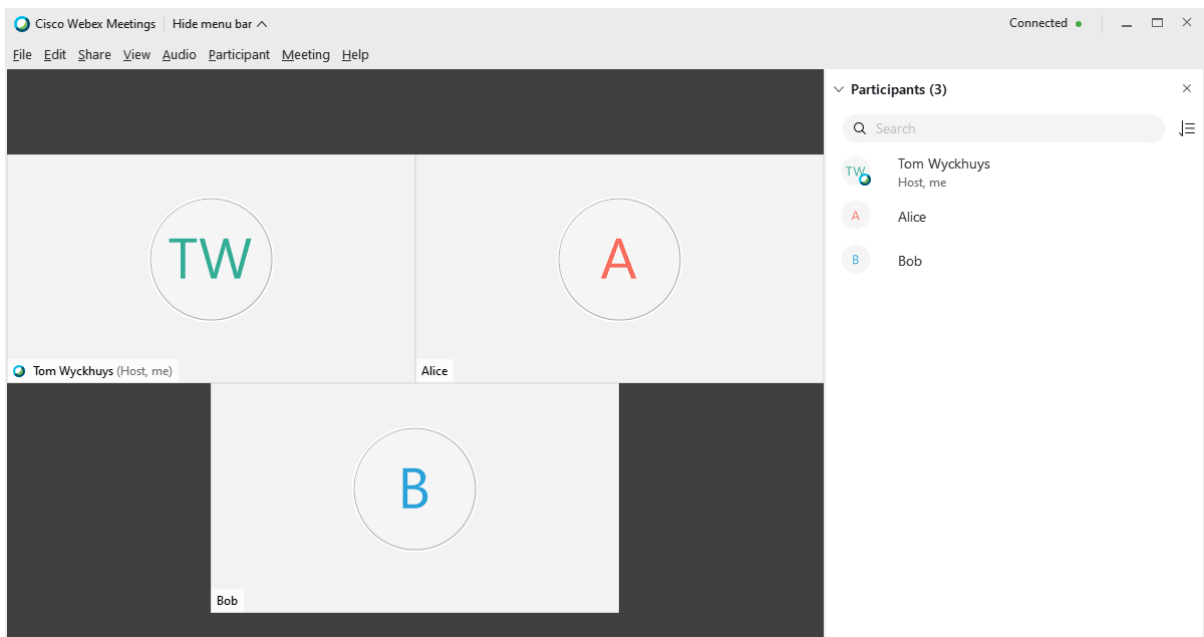 Cisco Webex Meetings Hide menu bar Connected
File Edit Share View Audio Participant Meeting Help
Participants (3)
Search
TW Tom Wyckhuys
Host, me
A Alice
B Bob
TW
A
Tom Wyckhuys (Host, me)
Alice
B
Bob